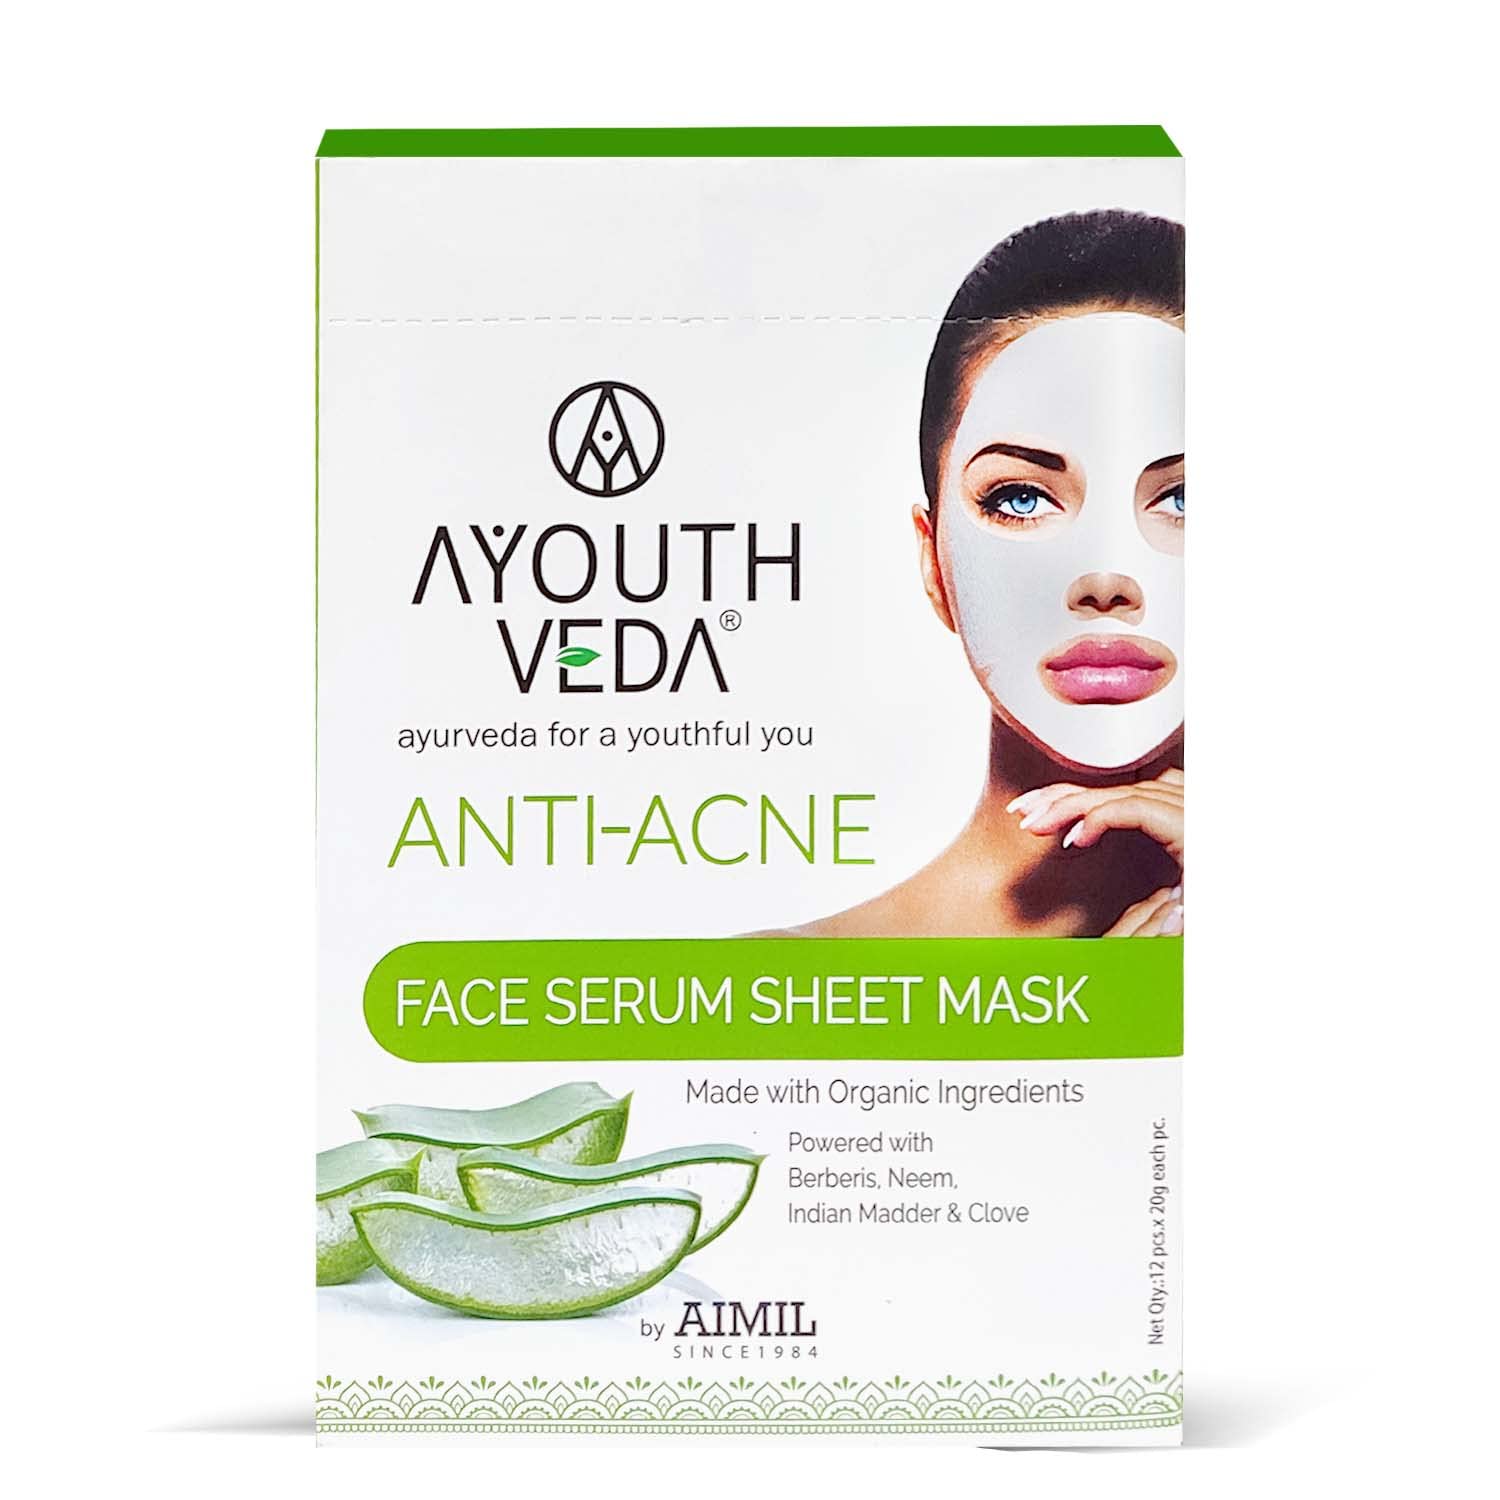 AYOUTH
VEDA®
ayurveda for a youthful you
ANTI-ACNE
FACE SERUM SHEET MASK
Made with Organic Ingredients
Powered with
Berberis, Neem,
Indian Madder & Clove
by AIMIL
SINCE1984
Net Qty.:12 pcs.x 20g each pc.